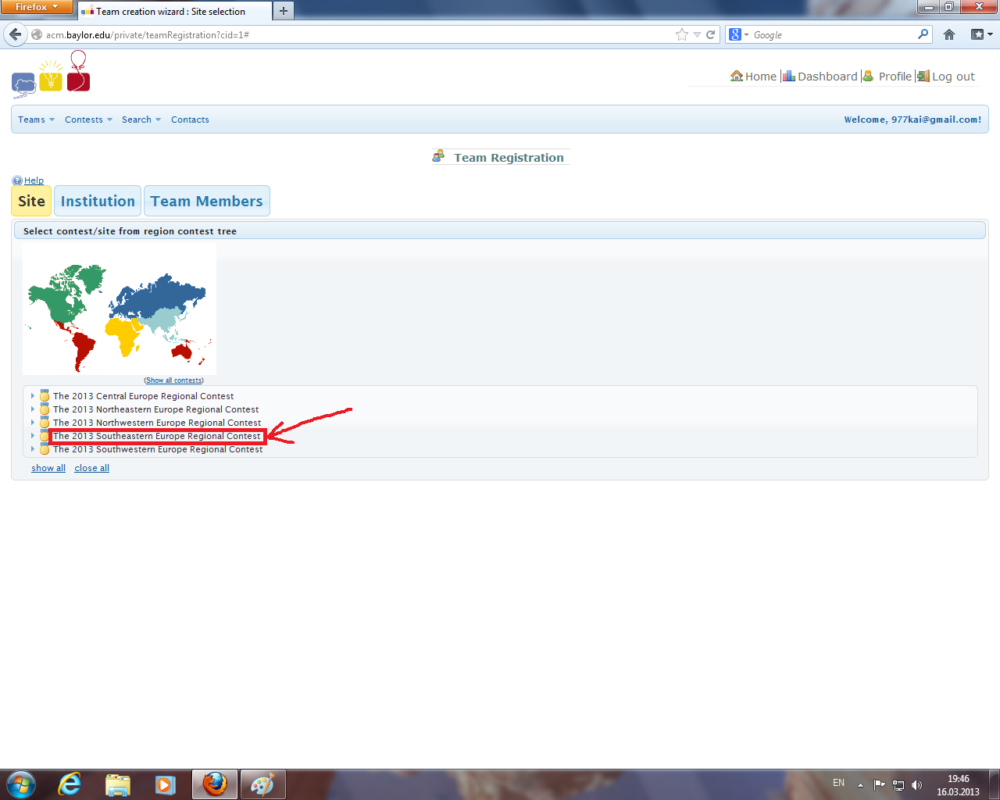 Firefox
Team creation wizard : Site selection
acm.baylor.edu/private/teamRegistration?cid=1#
Google
Home Dashboard Profile Log out
Teams Contests Search Contacts
Welcome, 977kai@gmail.com!
Team Registration
Help
Site Institution Team Members
Select contest/site from region contest tree
(Show all contests)
The 2013 Central Europe Regional Contest
The 2013 Northeastern Europe Regional Contest
The 2013 Northwestern Europe Regional Contest
The 2013 Southeastern Europe Regional Contest
The 2013 Southwestern Europe Regional Contest
show all close all
EN
19:46
16.03.2013